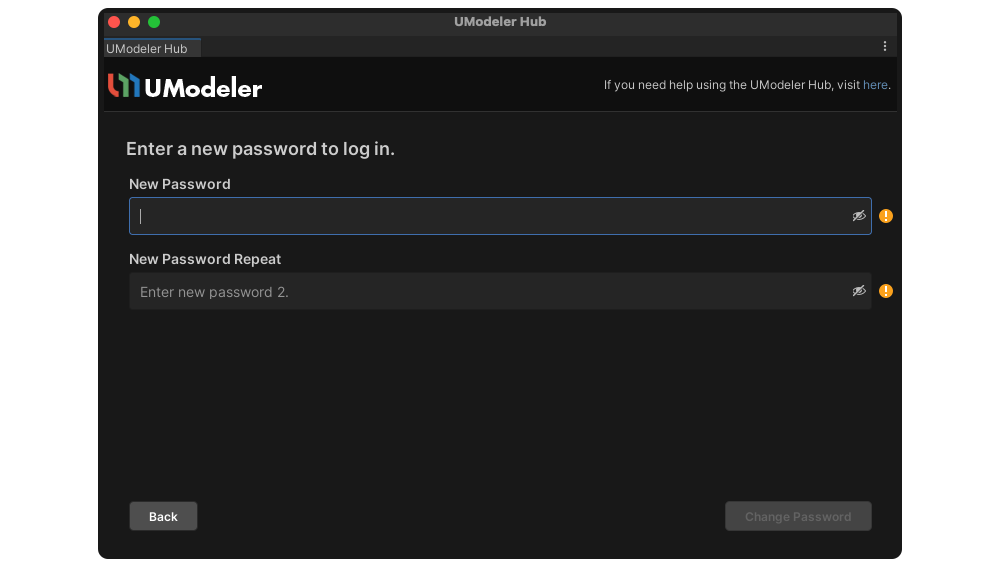 UModeler Hub
UModeler Hub
UModeler
If you need help using the UModeler Hub, visit here.
Enter a new password to log in.
New Password
New Password Repeat
Enter new password 2.
Back
Change Password